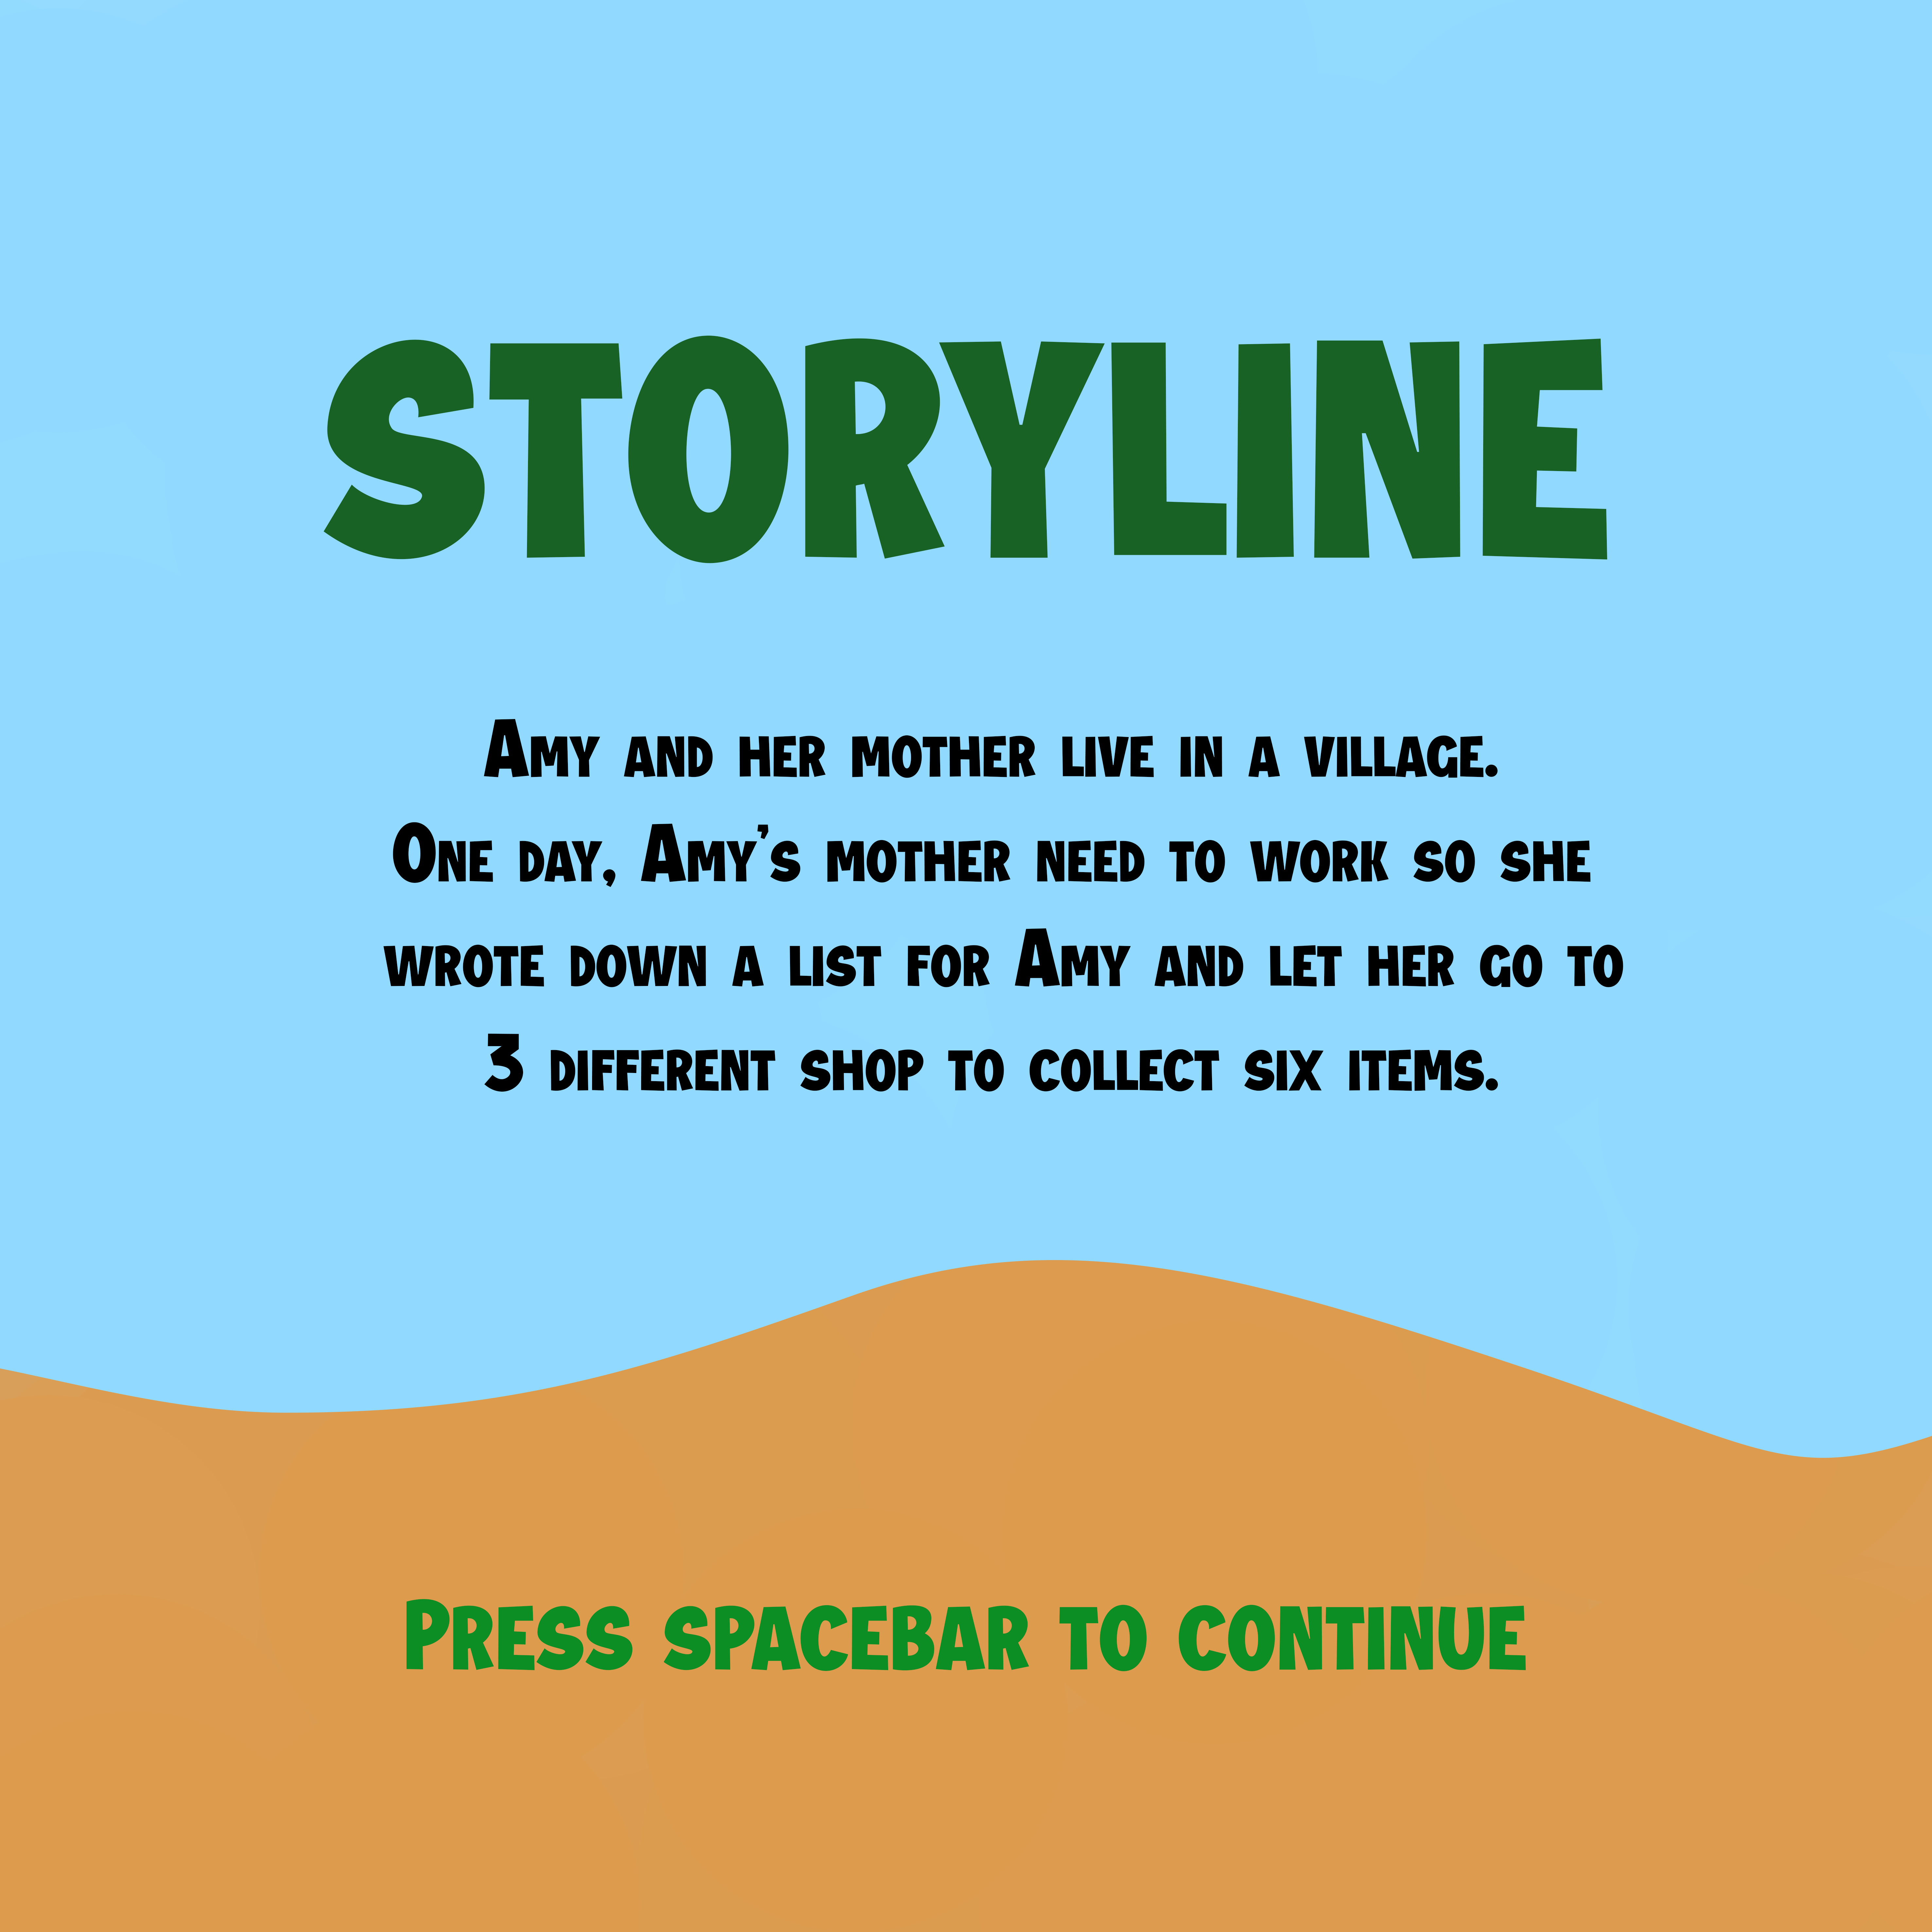 STORYLINE
Amy and her mother live in a village.
One day, Amy's mother need to work so she
wrote down a list for Amy and let her go to
3 different shop to collect six items.
Press spacebar to continue